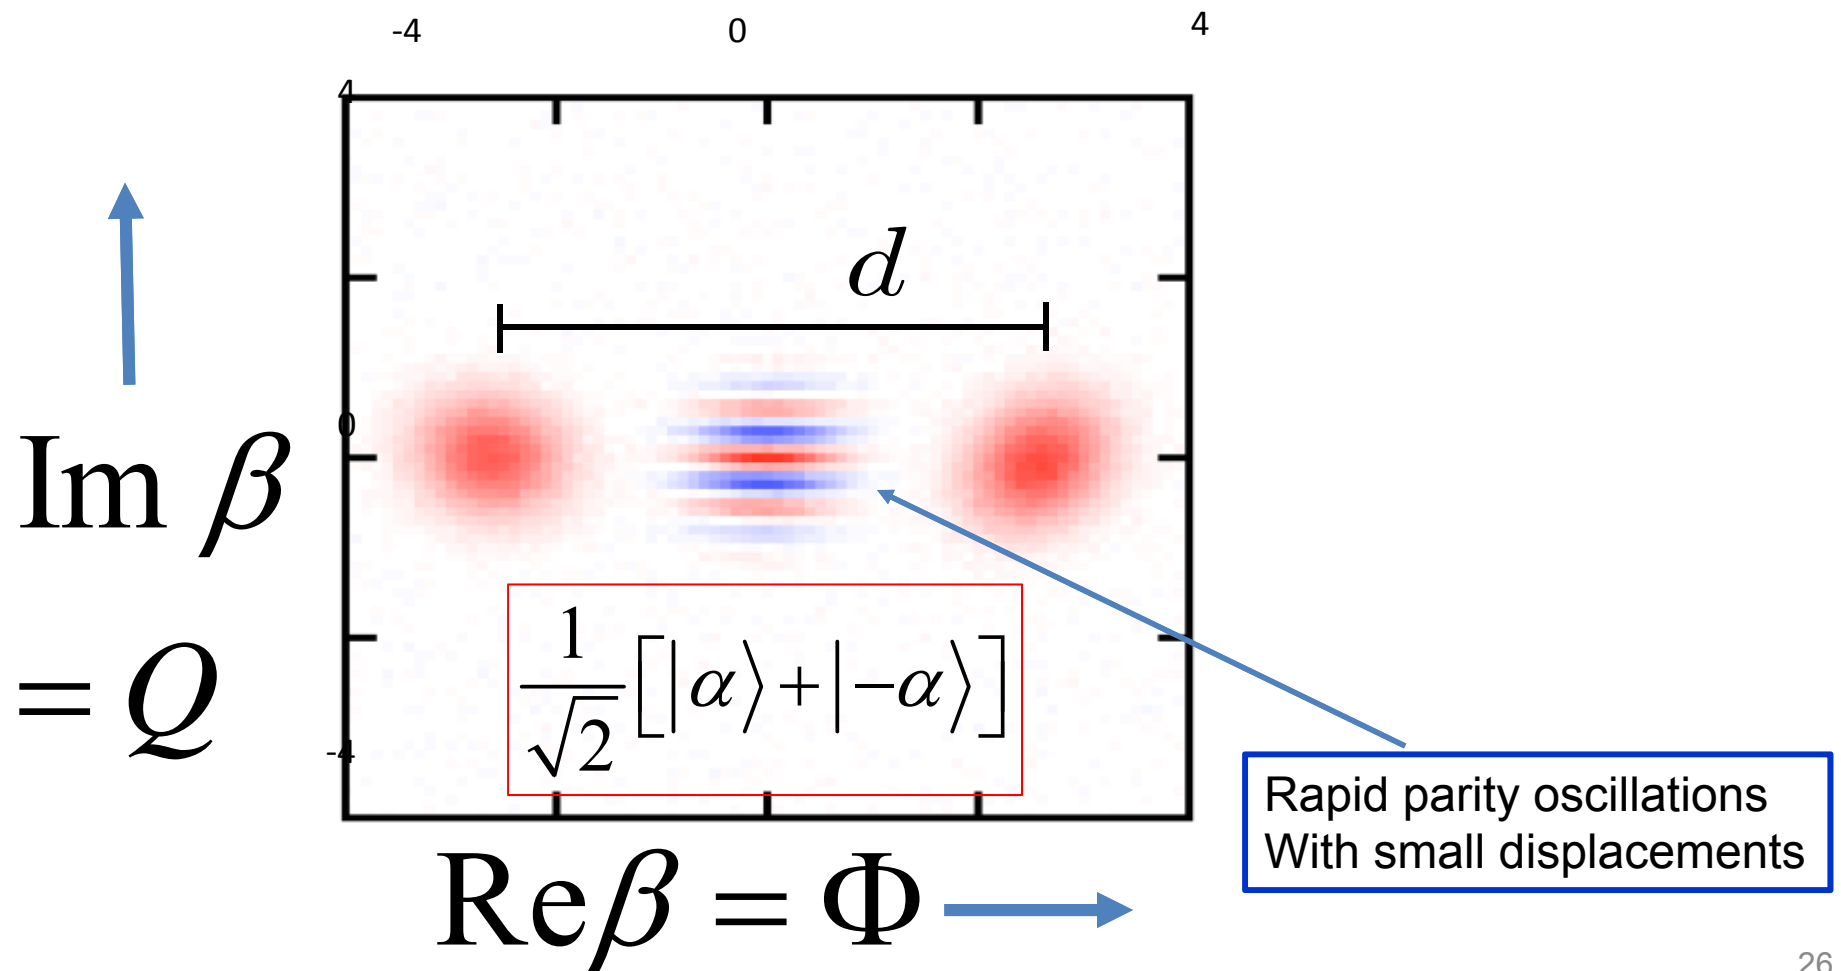 -4 0 4
4
d
0
Im β
= Q
1/√2 [|α⟩+|−α⟩]
-4
Rapid parity oscillations
With small displacements
Reβ = Φ
26